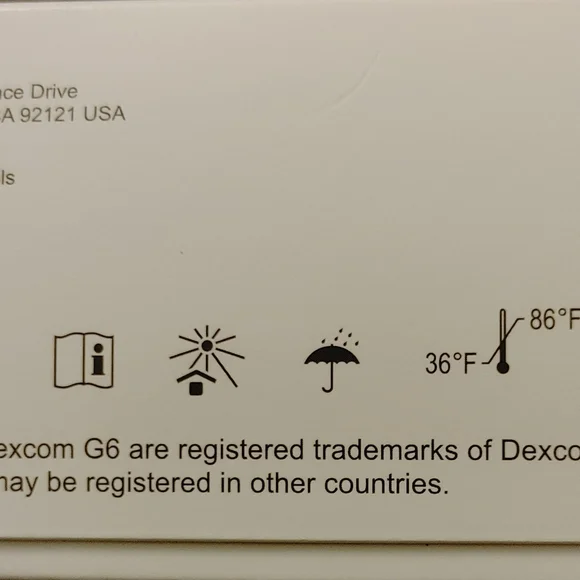 ce Drive
A 92121 USA
ls
86°F
36°F
excom G6 are registered trademarks of Dexco
may be registered in other countries.